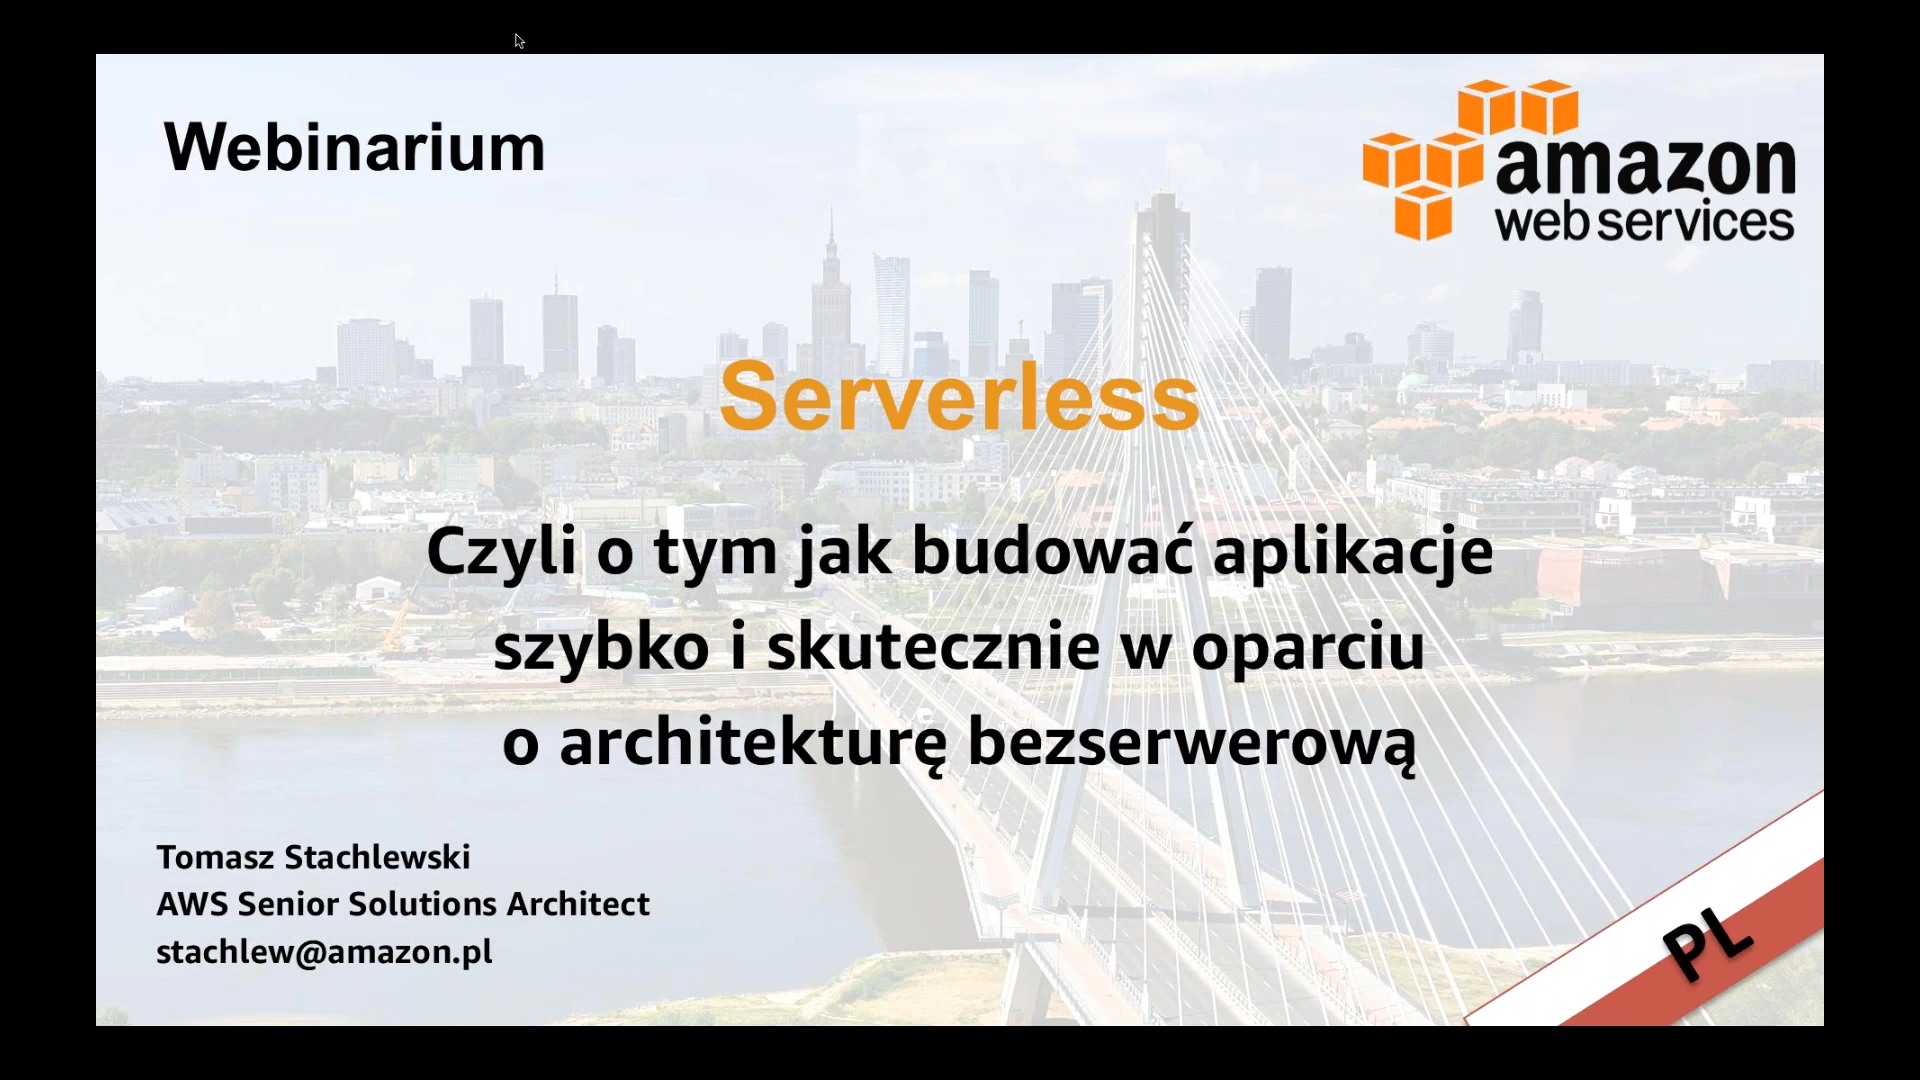 Webinarium
amazon
web services
Serverless
Czyli o tym jak budować aplikacje
szybko i skutecznie w oparciu
o architekturę bezserwerową
Tomasz Stachlewski
AWS Senior Solutions Architect
stachlew@amazon.pl
PL